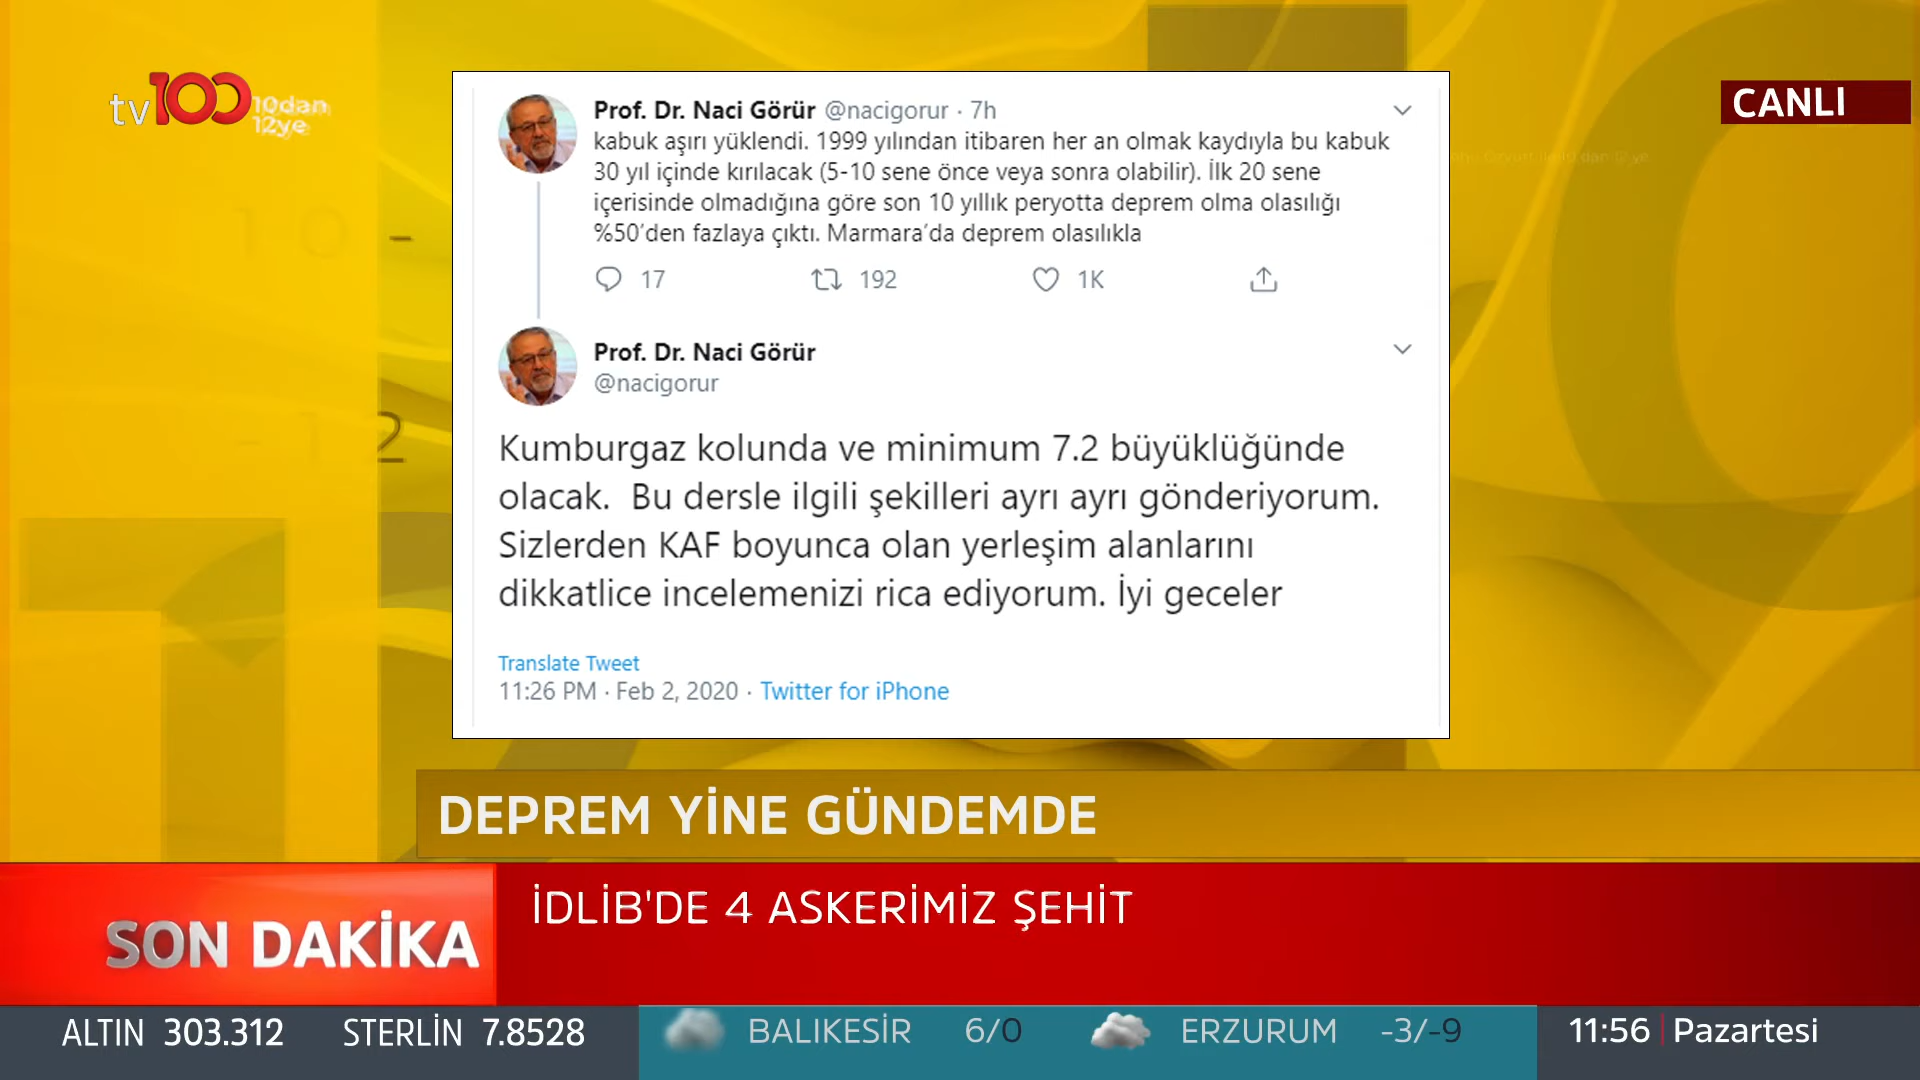 tv100 10dan
12ye
CANLI
Prof. Dr. Naci Görür @nacigorur · 7h
kabuk aşırı yüklendi. 1999 yılından itibaren her an olmak kaydıyla bu kabuk
30 yıl içinde kırılacak (5-10 sene önce veya sonra olabilir). İlk 20 sene
içerisinde olmadığına göre son 10 yıllık peryotta deprem olma olasılığı
%50'den fazlaya çıktı. Marmara'da deprem olasılıkla
17 192 1K
Prof. Dr. Naci Görür
@nacigorur
Kumburgaz kolunda ve minimum 7.2 büyüklüğünde
olacak. Bu dersle ilgili şekilleri ayrı ayrı gönderiyorum.
Sizlerden KAF boyunca olan yerleşim alanlarını
dikkatlice incelemenizi rica ediyorum. İyi geceler
Translate Tweet
11:26 PM · Feb 2, 2020 · Twitter for iPhone
DEPREM YİNE GÜNDEMDE
SON DAKİKA
İDLİB'DE 4 ASKERİMİZ ŞEHİT
ALTIN 303.312 STERLİN 7.8528 BALIKESİR 6/0 ERZURUM -3/-9 11:56 Pazartesi